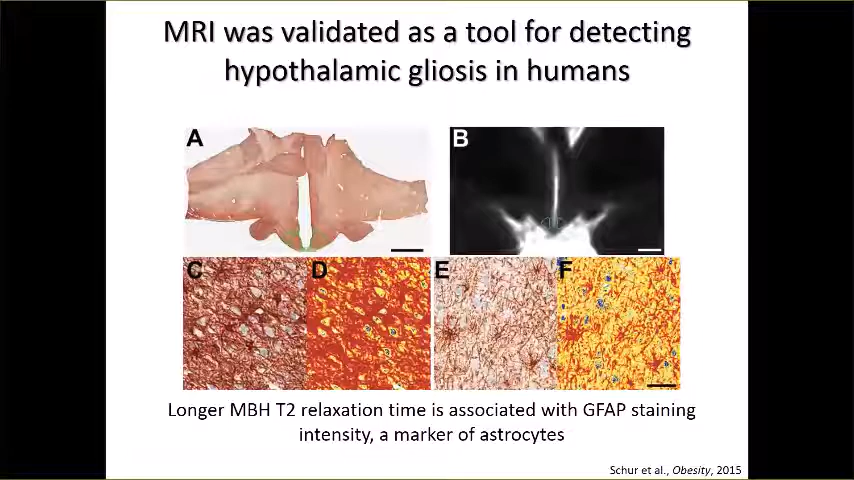 MRI was validated as a tool for detecting
hypothalamic gliosis in humans
A
B
C
D
E
F
Longer MBH T2 relaxation time is associated with GFAP staining
intensity, a marker of astrocytes
Schur et al., Obesity, 2015